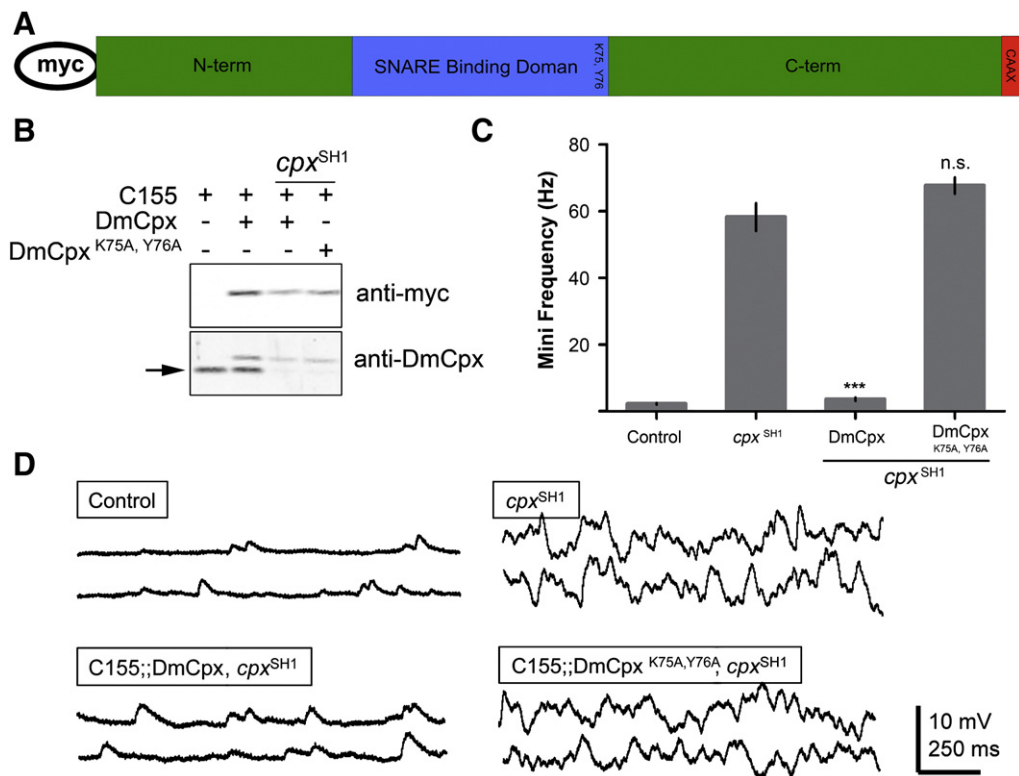 A
myc
N-term
SNARE Binding Doman
K75, Y76
C-term
CAAX
B
cpx SH1
C155 + + + +
DmCpx - + + -
DmCpx K75A, Y76A - - - +
anti-myc
anti-DmCpx
C
Mini Frequency (Hz)
80
60
40
20
n.s.
***
Control
cpx SH1
DmCpx
DmCpx
K75A, Y76A
cpx SH1
D
Control
cpx SH1
C155;;DmCpx, cpx SH1
C155;;DmCpx K75A,Y76A, cpx SH1
10 mV
250 ms